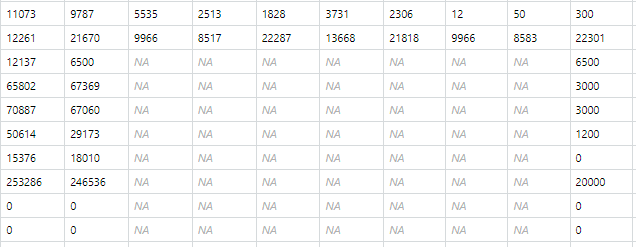 11073 9787 5535 2513 1828 3731 2306 12 50 300
12261 21670 9966 8517 22287 13668 21818 9966 8583 22301
12137 6500 NA NA NA NA NA NA NA 6500
65802 67369 NA NA NA NA NA NA NA 3000
70887 67060 NA NA NA NA NA NA NA 3000
50614 29173 NA NA NA NA NA NA NA 1200
15376 18010 NA NA NA NA NA NA NA 0
253286 246536 NA NA NA NA NA NA NA 20000
0 0 NA NA NA NA NA NA NA 0
0 0 NA NA NA NA NA NA NA 0